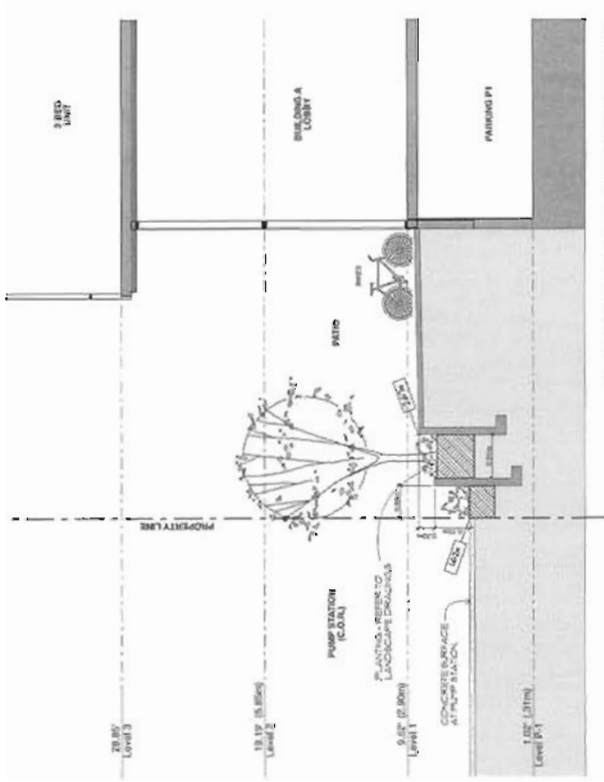 3 BED
UNIT
BUILDING A
LOBBY
PARKING P1
BIKES
PATIO
PROPERTY LINE
PUMP STATION
(C.O.R.)
PLANTING - REFER TO
LANDSCAPE DRAWINGS
CONCRETE SURFACE
AT PUMP STATION
28.85'
Level 3
19.19' (5.85m)
Level 2
9.52' (2.90m)
Level 1
1.02' (.31m)
Level P-1